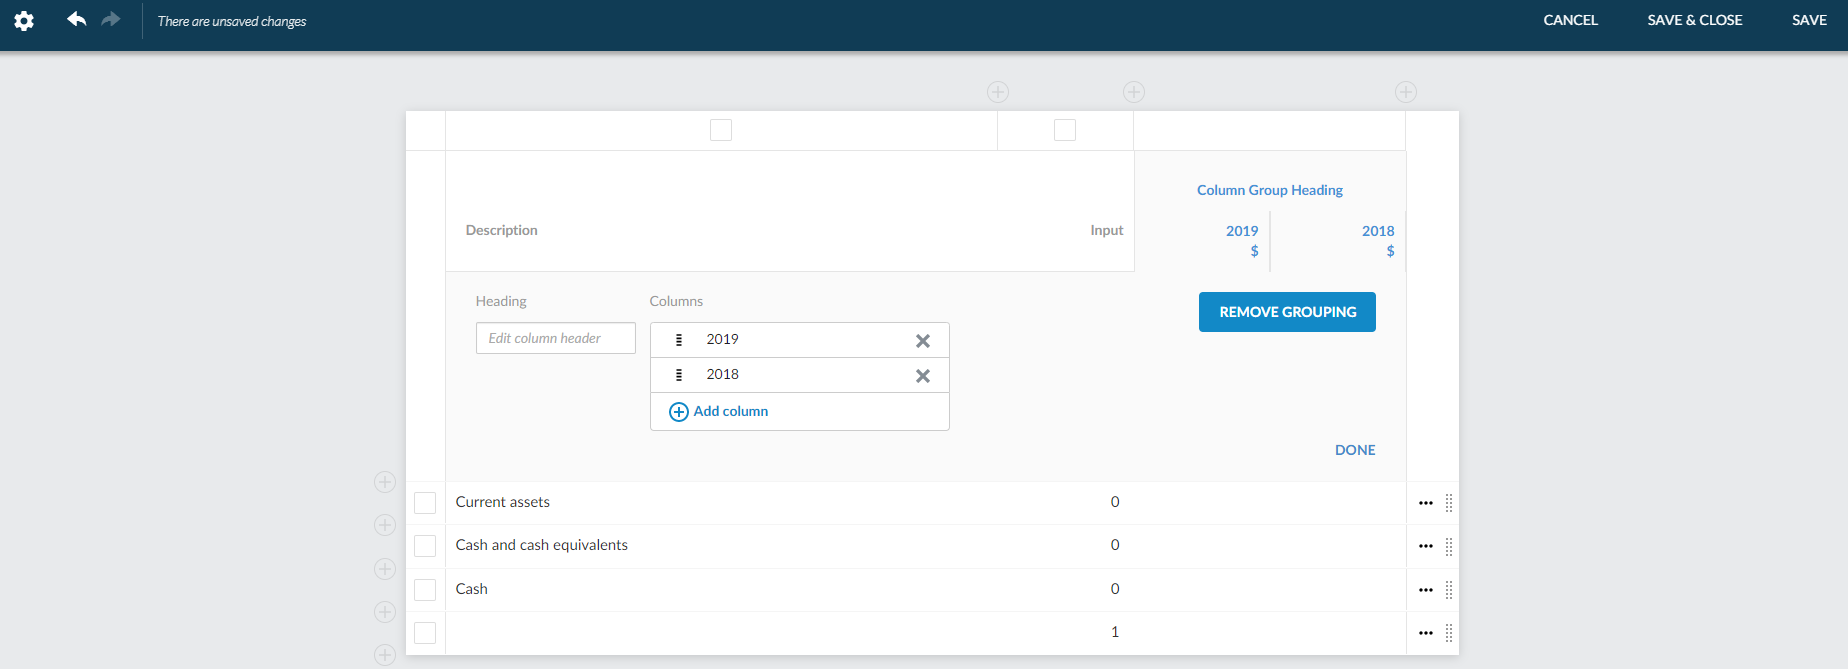 There are unsaved changes
CANCEL SAVE & CLOSE SAVE
Column Group Heading
Description Input 2019 2018
$ $
Heading Columns
REMOVE GROUPING
Edit column header 2019
2018
Add column
DONE
Current assets 0
Cash and cash equivalents 0
Cash 0
1